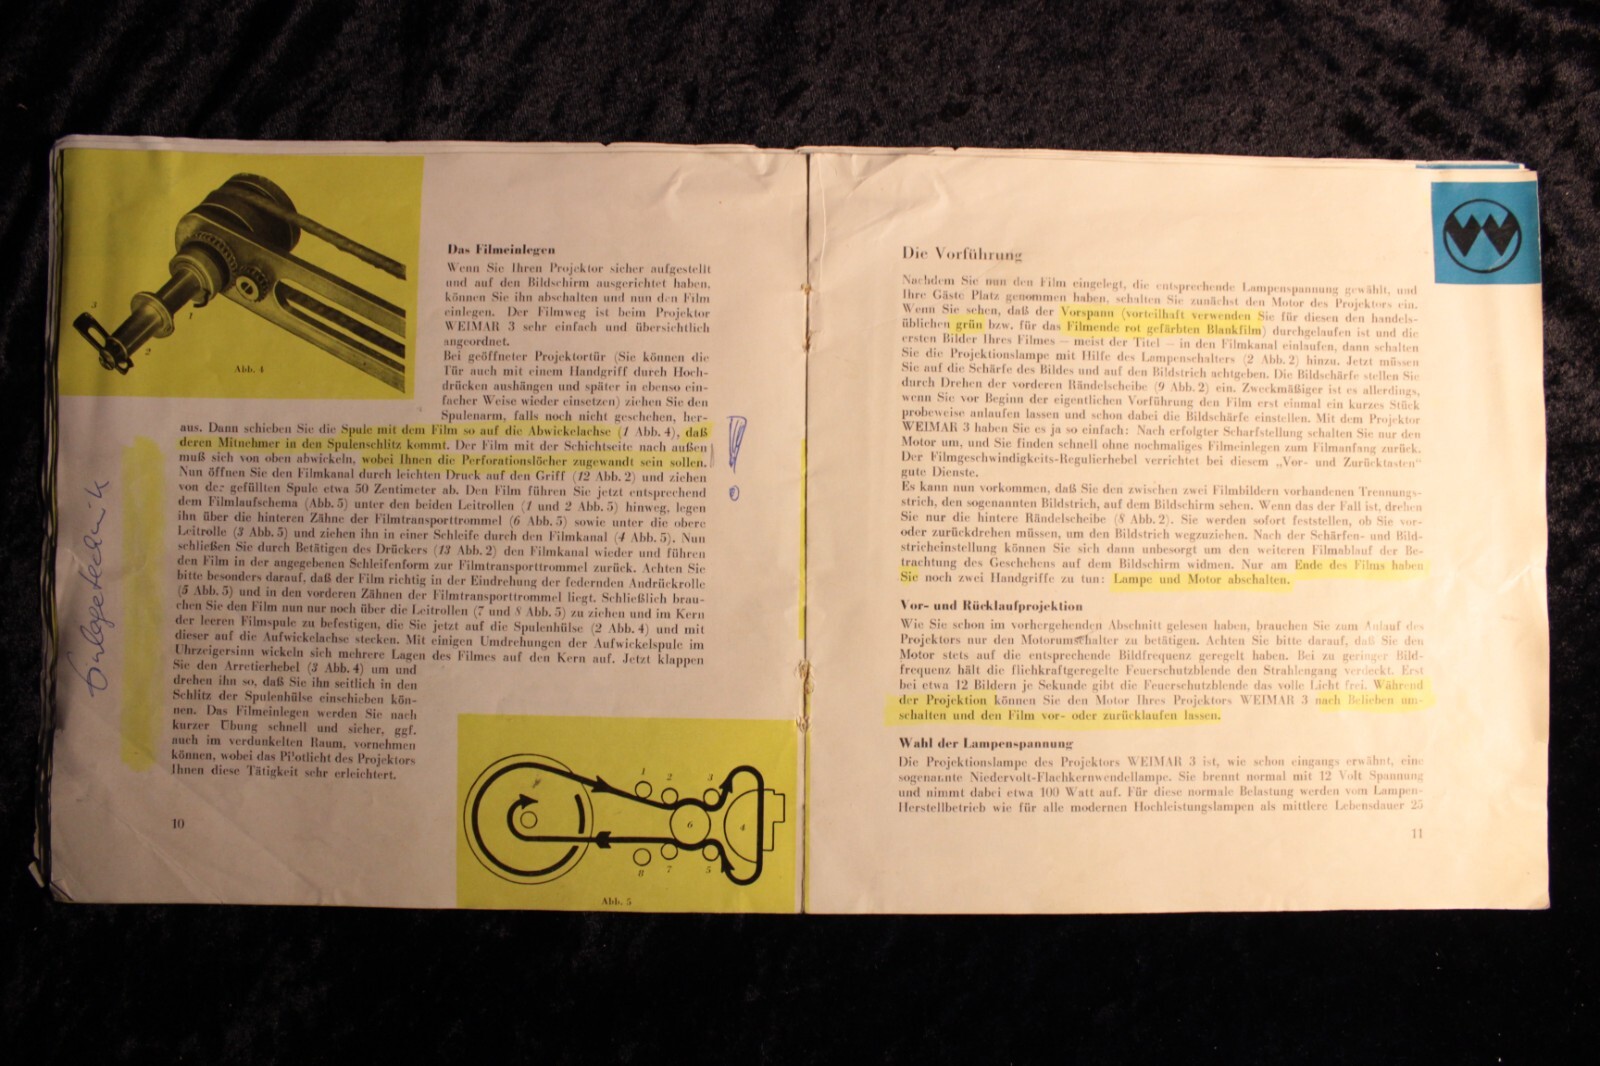 3
1
2
Abb. 4
Das Filmeinlegen
Wenn Sie Ihren Projektor sicher aufgestellt
und auf den Bildschirm ausgerichtet haben,
können Sie ihn abschalten und nun den Film
einlegen. Der Filmweg ist beim Projektor
WEIMAR 3 sehr einfach und übersichtlich
angeordnet.
Bei geöffneter Projektortür (Sie können die
Tür auch mit einem Handgriff durch Hoch-
drücken aushängen und später in ebenso ein-
facher Weise wieder einsetzen) ziehen Sie den
Spulenarm, falls noch nicht geschehen, her-
aus. Dann schieben Sie die Spule mit dem Film so auf die Abwickelachse (1 Abb. 4), daß
deren Mitnehmer in den Spulenschlitz kommt. Der Film mit der Schichtseite nach außen
muß sich von oben abwickeln, wobei Ihnen die Perforationslöcher zugewandt sein sollen.
Nun öffnen Sie den Filmkanal durch leichten Druck auf den Griff (12 Abb. 2) und ziehen
von der gefüllten Spule etwa 50 Zentimeter ab. Den Film führen Sie jetzt entsprechend
dem Filmlaufschema (Abb. 5) unter den beiden Leitrollen (1 und 2 Abb. 5) hinweg, legen
ihn über die hinteren Zähne der Filmtransporttrommel (6 Abb. 5) sowie unter die obere
Leitrolle (3 Abb. 5) und ziehen ihn in einer Schleife durch den Filmkanal (4 Abb. 5). Nun
schließen Sie durch Betätigen des Drückers (13 Abb. 2) den Filmkanal wieder und führen
den Film in der angegebenen Schleifenform zur Filmtransporttrommel zurück. Achten Sie
bitte besonders darauf, daß der Film richtig in der Eindrehung der federnden Andrückrolle
(5 Abb. 5) und in den vorderen Zähnen der Filmtransporttrommel liegt. Schließlich brau-
chen Sie den Film nun nur noch über die Leitrollen (7 und 8 Abb. 5) zu ziehen und im Kern
der leeren Filmspule zu befestigen, die Sie jetzt auf die Spulenhülse (2 Abb. 4) und mit
dieser auf die Aufwickelachse stecken. Mit einigen Umdrehungen der Aufwickelspule im
Uhrzeigersinn wickeln sich mehrere Lagen des Filmes auf den Kern auf. Jetzt klappen
Sie den Arretierhebel (3 Abb. 4) um und
drehen ihn so, daß Sie ihn seitlich in den
Schlitz der Spulenhülse einschieben kön-
nen. Das Filmeinlegen werden Sie nach
kurzer Übung schnell und sicher, ggf.
auch im verdunkelten Raum, vornehmen
können, wobei das Pilotlicht des Projektors
Ihnen diese Tätigkeit sehr erleichtert.
Einlegetechnik
!
1 2 3
6 4
8 7 5
Abb. 5
10
Die Vorführung
Nachdem Sie nun den Film eingelegt, die entsprechende Lampenspannung gewählt, und
Ihre Gäste Platz genommen haben, schalten Sie zunächst den Motor des Projektors ein.
Wenn Sie sehen, daß der Vorspann (vorteilhaft verwenden Sie für diesen den handels-
üblichen grün bzw. für das Filmende rot gefärbten Blankfilm) durchgelaufen ist und die
ersten Bilder Ihres Filmes — meist der Titel — in den Filmkanal einlaufen, dann schalten
Sie die Projektionslampe mit Hilfe des Lampenschalters (2 Abb. 2) hinzu. Jetzt müssen
Sie auf die Schärfe des Bildes und auf den Bildstrich achtgeben. Die Bildschärfe stellen Sie
durch Drehen der vorderen Rändelscheibe (9 Abb. 2) ein. Zweckmäßiger ist es allerdings,
wenn Sie vor Beginn der eigentlichen Vorführung den Film erst einmal ein kurzes Stück
probeweise anlaufen lassen und schon dabei die Bildschärfe einstellen. Mit dem Projektor
WEIMAR 3 haben Sie es ja so einfach: Nach erfolgter Scharfstellung schalten Sie nur den
Motor um, und Sie finden schnell ohne nochmaliges Filmeinlegen zum Filmanfang zurück.
Der Filmgeschwindigkeits-Regulierhebel verrichtet bei diesem „Vor- und Zurücktasten“
gute Dienste.
Es kann nun vorkommen, daß Sie den zwischen zwei Filmbildern vorhandenen Trennungs-
strich, den sogenannten Bildstrich, auf dem Bildschirm sehen. Wenn das der Fall ist, drehen
Sie nur die hintere Rändelscheibe (8 Abb. 2). Sie werden sofort feststellen, ob Sie vor-
oder zurückdrehen müssen, um den Bildstrich wegzuziehen. Nach der Schärfen- und Bild-
stricheinstellung können Sie sich dann unbesorgt um den weiteren Filmablauf der Be-
trachtung des Geschehens auf dem Bildschirm widmen. Nur am Ende des Films haben
Sie noch zwei Handgriffe zu tun: Lampe und Motor abschalten.
Vor- und Rücklaufprojektion
Wie Sie schon im vorhergehenden Abschnitt gelesen haben, brauchen Sie zum Anlauf des
Projektors nur den Motorumschalter zu betätigen. Achten Sie bitte darauf, daß Sie den
Motor stets auf die entsprechende Bildfrequenz geregelt haben. Bei zu geringer Bild-
frequenz hält die fliehkraftgeregelte Feuerschutzblende den Strahlengang verdeckt. Erst
bei etwa 12 Bildern je Sekunde gibt die Feuerschutzblende das volle Licht frei. Während
der Projektion können Sie den Motor Ihres Projektors WEIMAR 3 nach Belieben um-
schalten und den Film vor- oder zurücklaufen lassen.
Wahl der Lampenspannung
Die Projektionslampe des Projektors WEIMAR 3 ist, wie schon eingangs erwähnt, eine
sogenannte Niedervolt-Flachkernwendellampe. Sie brennt normal mit 12 Volt Spannung
und nimmt dabei etwa 100 Watt auf. Für diese normale Belastung werden vom Lampen-
Herstellbetrieb wie für alle modernen Hochleistungslampen als mittlere Lebensdauer 25
11